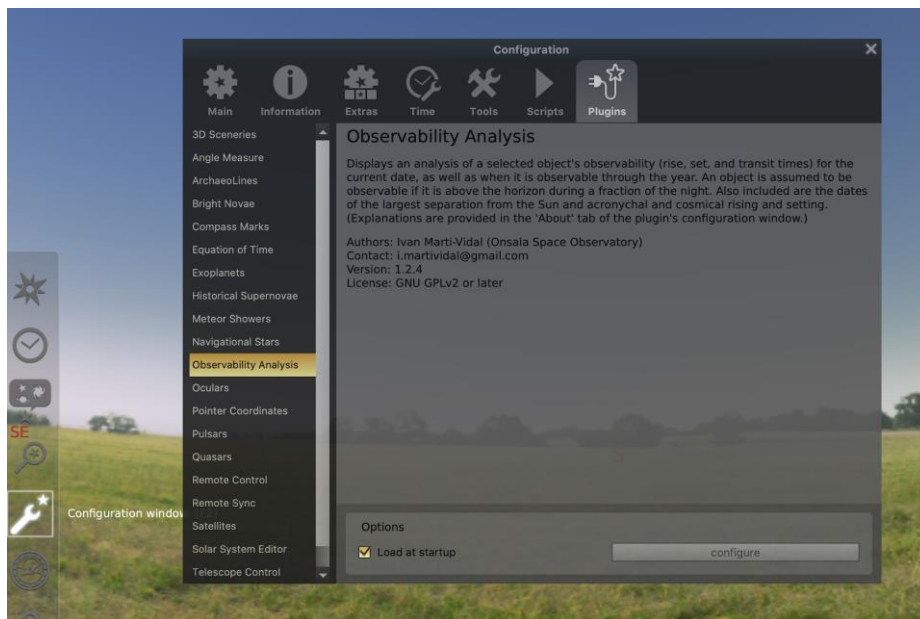 Configuration
Main
Information
Extras
Time
Tools
Scripts
Plugins
3D Sceneries
Angle Measure
ArchaeoLines
Bright Novae
Compass Marks
Equation of Time
Exoplanets
Historical Supernovae
Meteor Showers
Navigational Stars
Observability Analysis
Oculars
Pointer Coordinates
Pulsars
Quasars
Remote Control
Remote Sync
Satellites
Solar System Editor
Telescope Control
Observability Analysis
Displays an analysis of a selected object's observability (rise, set, and transit times) for the
current date, as well as when it is observable through the year. An object is assumed to be
observable if it is above the horizon during a fraction of the night. Also included are the dates
of the largest separation from the Sun and acronychal and cosmical rising and setting.
(Explanations are provided in the 'About' tab of the plugin's configuration window.)
Authors: Ivan Marti-Vidal (Onsala Space Observatory)
Contact: i.martividal@gmail.com
Version: 1.2.4
License: GNU GPLv2 or later
S
Options
Load at startup
configure
SE
Configuration window